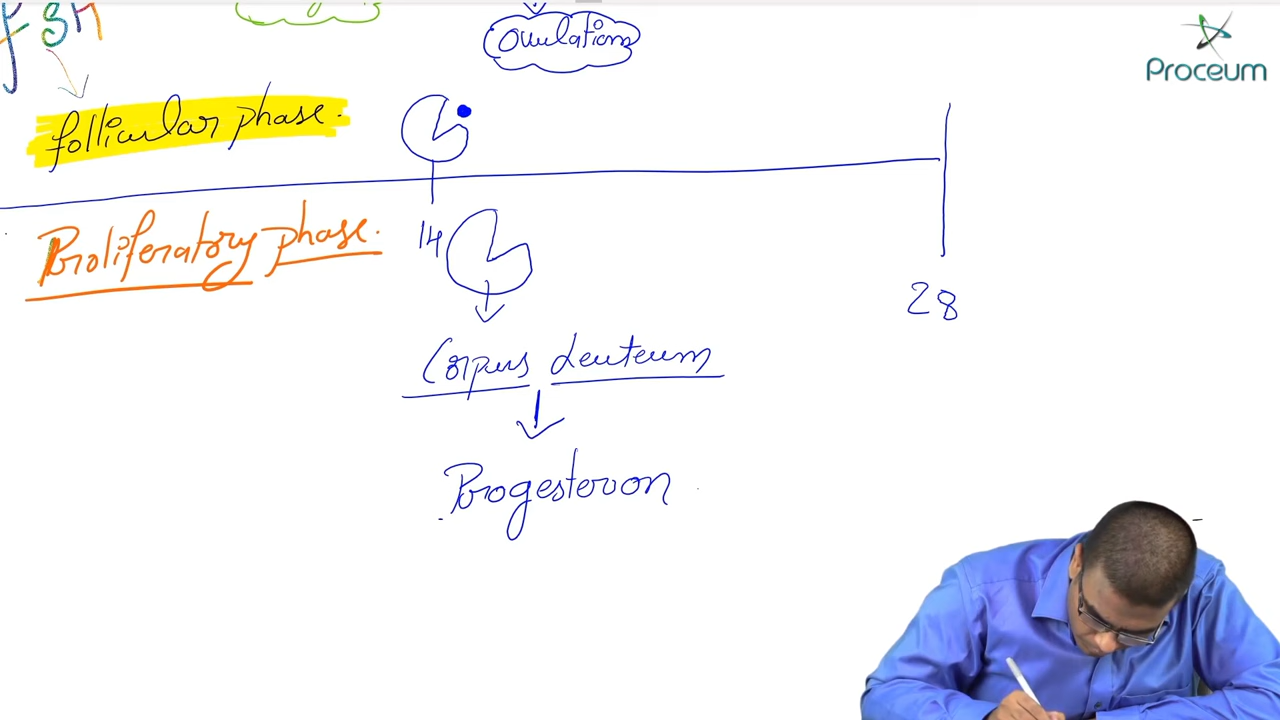 FSH
Ovulation
Proceum
follicular phase.
Proliferatory phase.
14
28
Corpus Leuteum
Progesteron